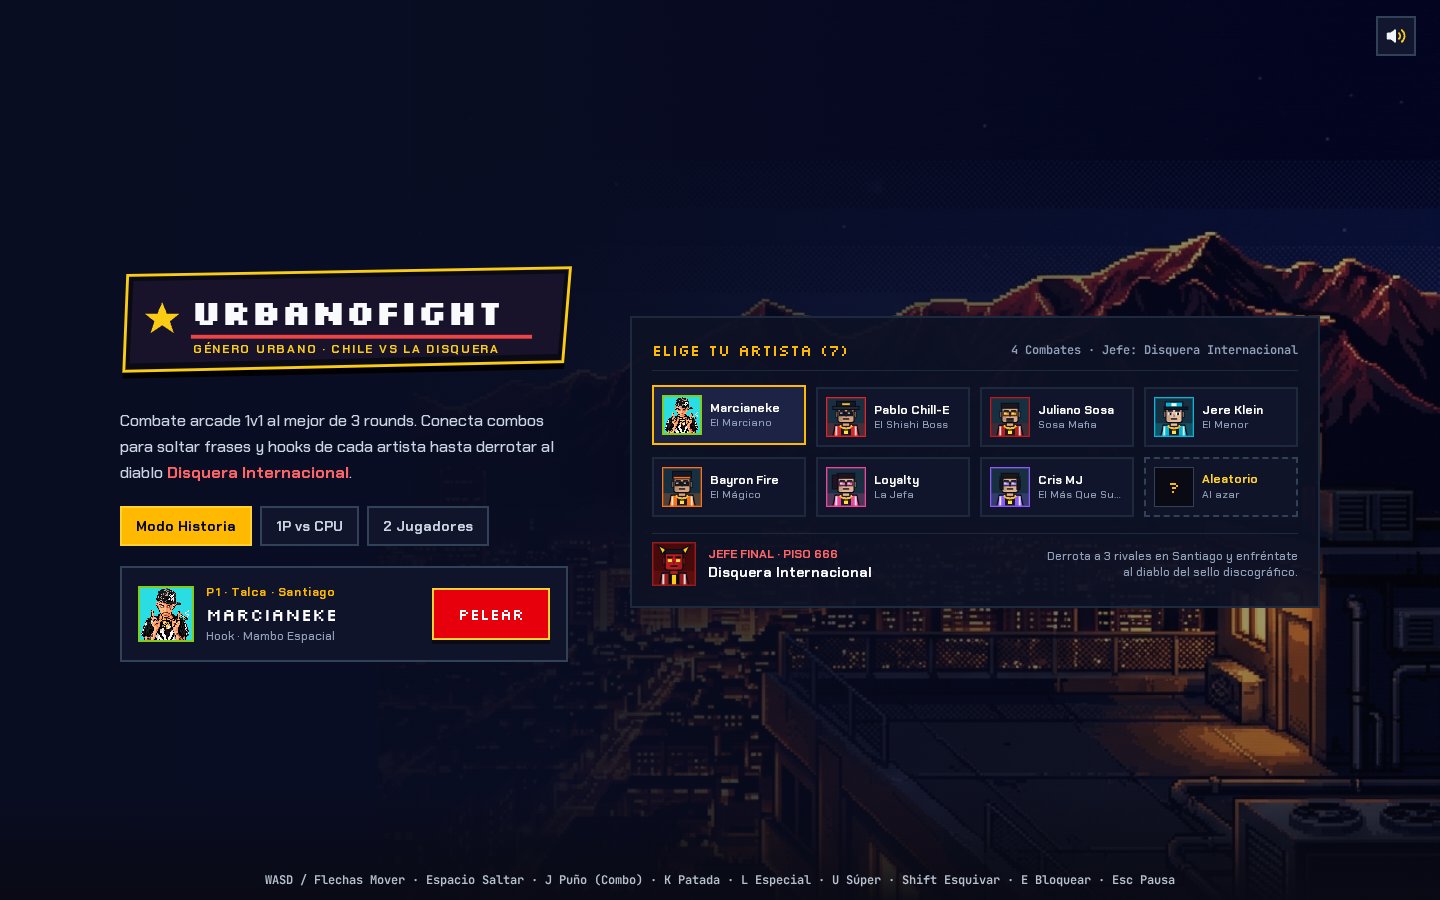 URBANOFIGHT
GÉNERO URBANO · CHILE VS LA DISQUERA
Combate arcade 1v1 al mejor de 3 rounds. Conecta combos
para soltar frases y hooks de cada artista hasta derrotar al
diablo Disquera Internacional.
Modo Historia
1P vs CPU
2 Jugadores
P1 · Talca · Santiago
MARCIANEKE
Hook · Mambo Espacial
PELEAR
ELIGE TU ARTISTA (7)
4 Combates · Jefe: Disquera Internacional
Marcianeke
El Marciano
Pablo Chill-E
El Shishi Boss
Juliano Sosa
Sosa Mafia
Jere Klein
El Menor
Bayron Fire
El Mágico
Loyalty
La Jefa
Cris MJ
El Más Que Su...
?
Aleatorio
Al azar
JEFE FINAL · PISO 666
Disquera Internacional
Derrota a 3 rivales en Santiago y enfréntate
al diablo del sello discográfico.
WASD / Flechas Mover · Espacio Saltar · J Puño (Combo) · K Patada · L Especial · U Súper · Shift Esquivar · E Bloquear · Esc Pausa